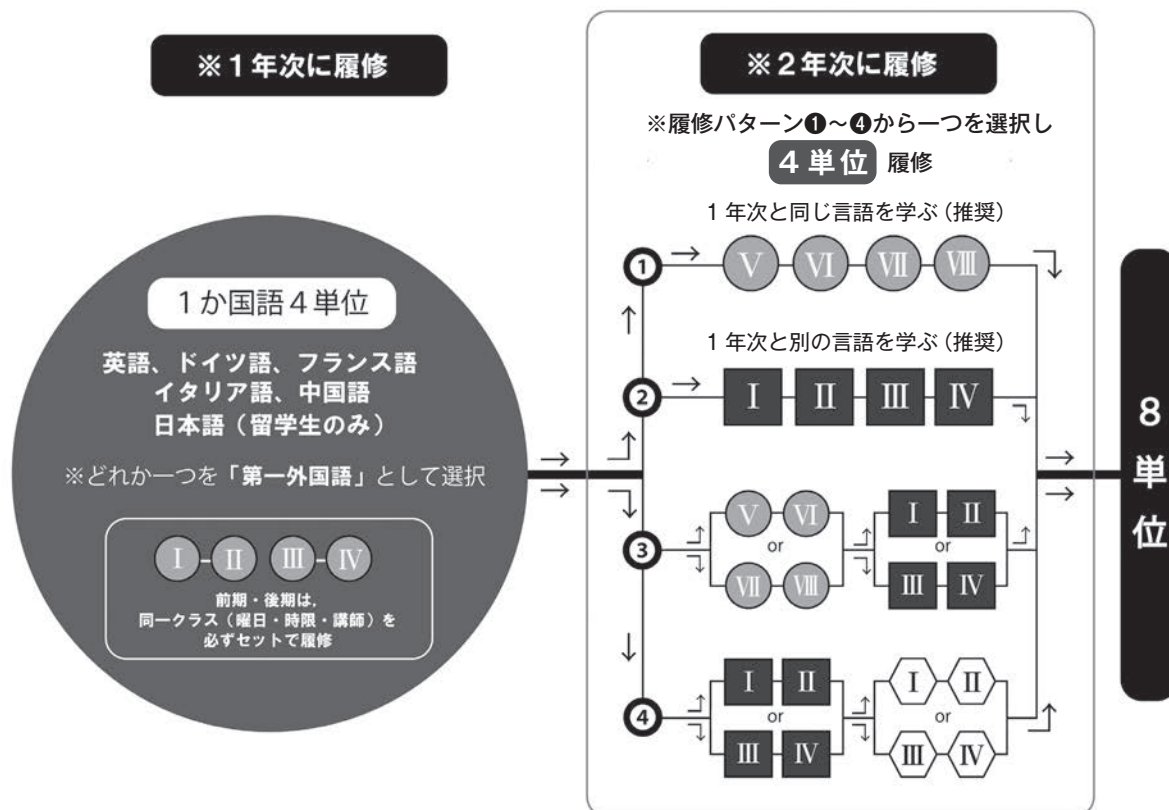 ※1年次に履修
1か国語4単位
英語、ドイツ語、フランス語
イタリア語、中国語
日本語（留学生のみ）
※どれか一つを「第一外国語」として選択
Ⅰ Ⅱ Ⅲ Ⅳ
前期・後期は,
同一クラス（曜日・時限・講師）を
必ずセットで履修
※2年次に履修
※履修パターン❶～❹から一つを選択し
4単位 履修
1年次と同じ言語を学ぶ（推奨）
① Ⅴ Ⅵ Ⅶ Ⅷ
1年次と別の言語を学ぶ（推奨）
② Ⅰ Ⅱ Ⅲ Ⅳ
Ⅴ Ⅵ Ⅰ Ⅱ
③ or or
Ⅶ Ⅷ Ⅲ Ⅳ
Ⅰ Ⅱ Ⅰ Ⅱ
④ or or
Ⅲ Ⅳ Ⅲ Ⅳ
8単位